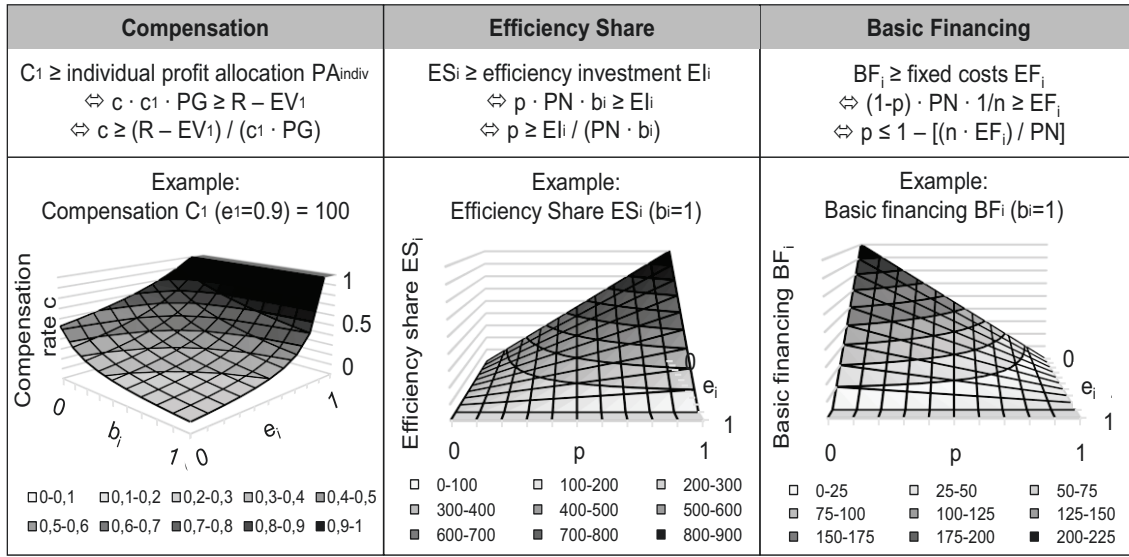 Compensation
C1 ≥ individual profit allocation PAindiv
⇔ c · c1 · PG ≥ R – EV1
⇔ c ≥ (R – EV1) / (c1 · PG)
Efficiency Share
ESi ≥ efficiency investment EIi
⇔ p · PN · bi ≥ EIi
⇔ p ≥ EIi / (PN · bi)
Basic Financing
BFi ≥ fixed costs EFi
⇔ (1-p) · PN · 1/n ≥ EFi
⇔ p ≤ 1 – [(n · EFi) / PN]
Example:
Compensation C1 (e1=0.9) = 100
Compensation
rate c
1
0.5
0
0
bi
1
0
ei
1
0-0,1 0,1-0,2 0,2-0,3 0,3-0,4 0,4-0,5
0,5-0,6 0,6-0,7 0,7-0,8 0,8-0,9 0,9-1
Example:
Efficiency Share ESi (bi=1)
Efficiency share ESi
0
ei
1
0
p
1
0-100 100-200 200-300
300-400 400-500 500-600
600-700 700-800 800-900
Example:
Basic financing BFi (bi=1)
Basic financing BFi
0
ei
1
0
p
1
0-25 25-50 50-75
75-100 100-125 125-150
150-175 175-200 200-225